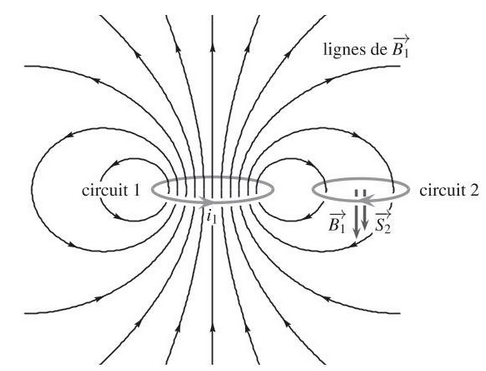 lignes de B₁⃗
circuit 1
circuit 2
i₁
B₁⃗ S₂⃗